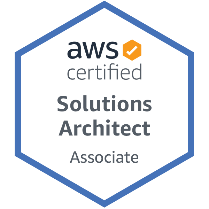 aws
certified
Solutions
Architect
Associate